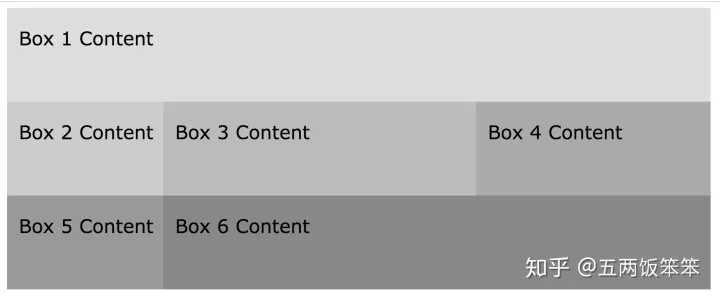 Box 1 Content
Box 2 Content
Box 3 Content
Box 4 Content
Box 5 Content
Box 6 Content
知乎 @五两饭笨笨